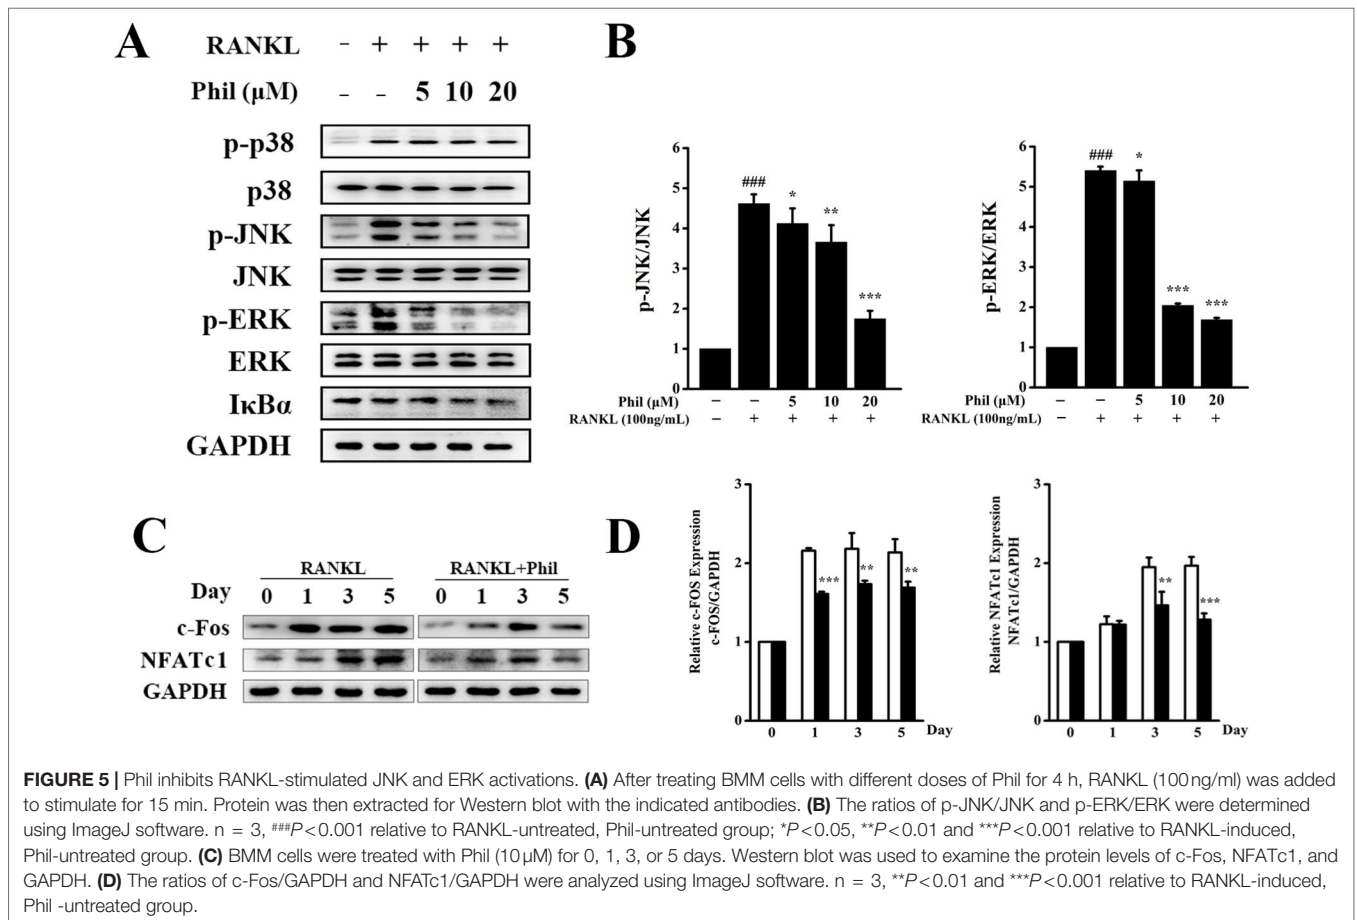 A
RANKL - + + + +
Phil (μM) - - 5 10 20
p-p38
p38
p-JNK
JNK
p-ERK
ERK
IκBα
GAPDH
B
p-JNK/JNK
6
5
4
3
2
1
0
###
*
**
***
Phil (μM) - - 5 10 20
RANKL (100ng/mL) - + + + +
p-ERK/ERK
6
5
4
3
2
1
0
###
*
***
***
Phil (μM) - - 5 10 20
RANKL (100ng/mL) - + + + +
C
RANKL RANKL+Phil
Day 0 1 3 5 0 1 3 5
c-Fos
NFATc1
GAPDH
D
Relative c-FOS Expression
c-FOS/GAPDH
3
2
1
0
***
**
**
0 1 3 5 Day
Relative NFATc1 Expression
NFATc1/GAPDH
3
2
1
0
**
***
0 1 3 5 Day
FIGURE 5 | Phil inhibits RANKL-stimulated JNK and ERK activations. (A) After treating BMM cells with different doses of Phil for 4 h, RANKL (100 ng/ml) was added
to stimulate for 15 min. Protein was then extracted for Western blot with the indicated antibodies. (B) The ratios of p-JNK/JNK and p-ERK/ERK were determined
using ImageJ software. n = 3, ###P<0.001 relative to RANKL-untreated, Phil-untreated group; *P<0.05, **P<0.01 and ***P<0.001 relative to RANKL-induced,
Phil-untreated group. (C) BMM cells were treated with Phil (10 μM) for 0, 1, 3, or 5 days. Western blot was used to examine the protein levels of c-Fos, NFATc1, and
GAPDH. (D) The ratios of c-Fos/GAPDH and NFATc1/GAPDH were analyzed using ImageJ software. n = 3, **P<0.01 and ***P<0.001 relative to RANKL-induced,
Phil -untreated group.